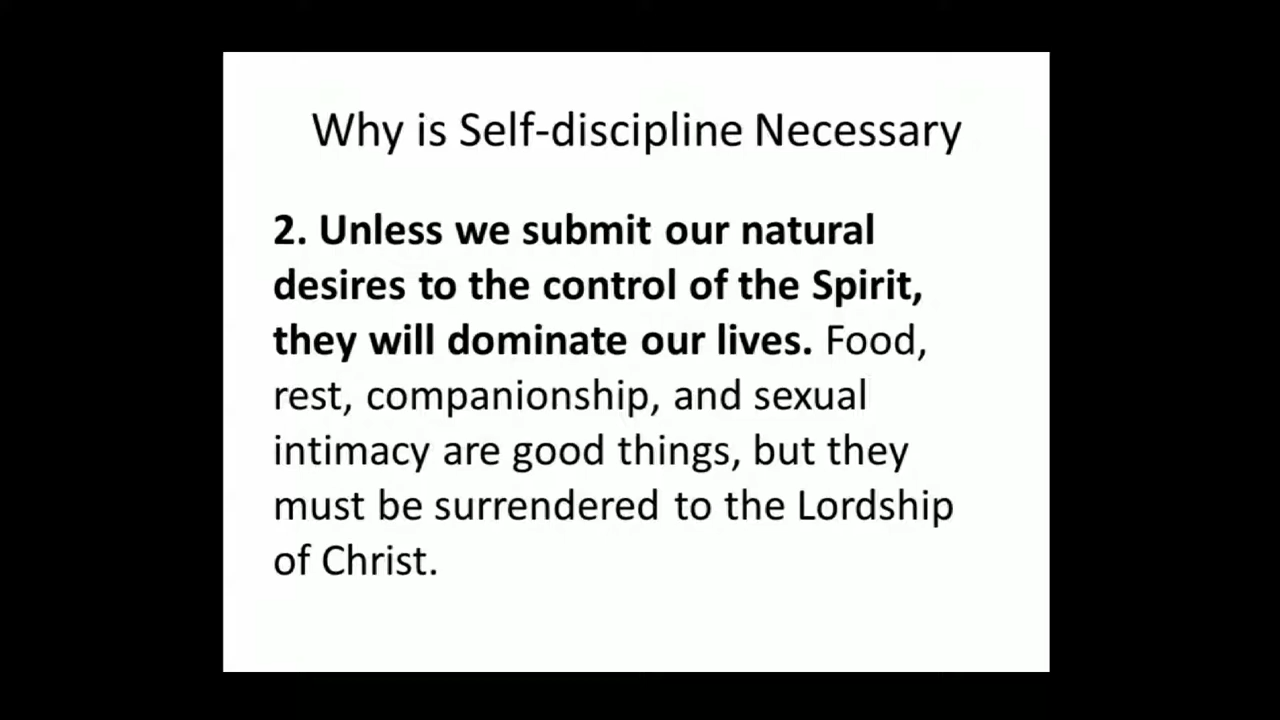 Why is Self-discipline Necessary
2. Unless we submit our natural
desires to the control of the Spirit,
they will dominate our lives. Food,
rest, companionship, and sexual
intimacy are good things, but they
must be surrendered to the Lordship
of Christ.